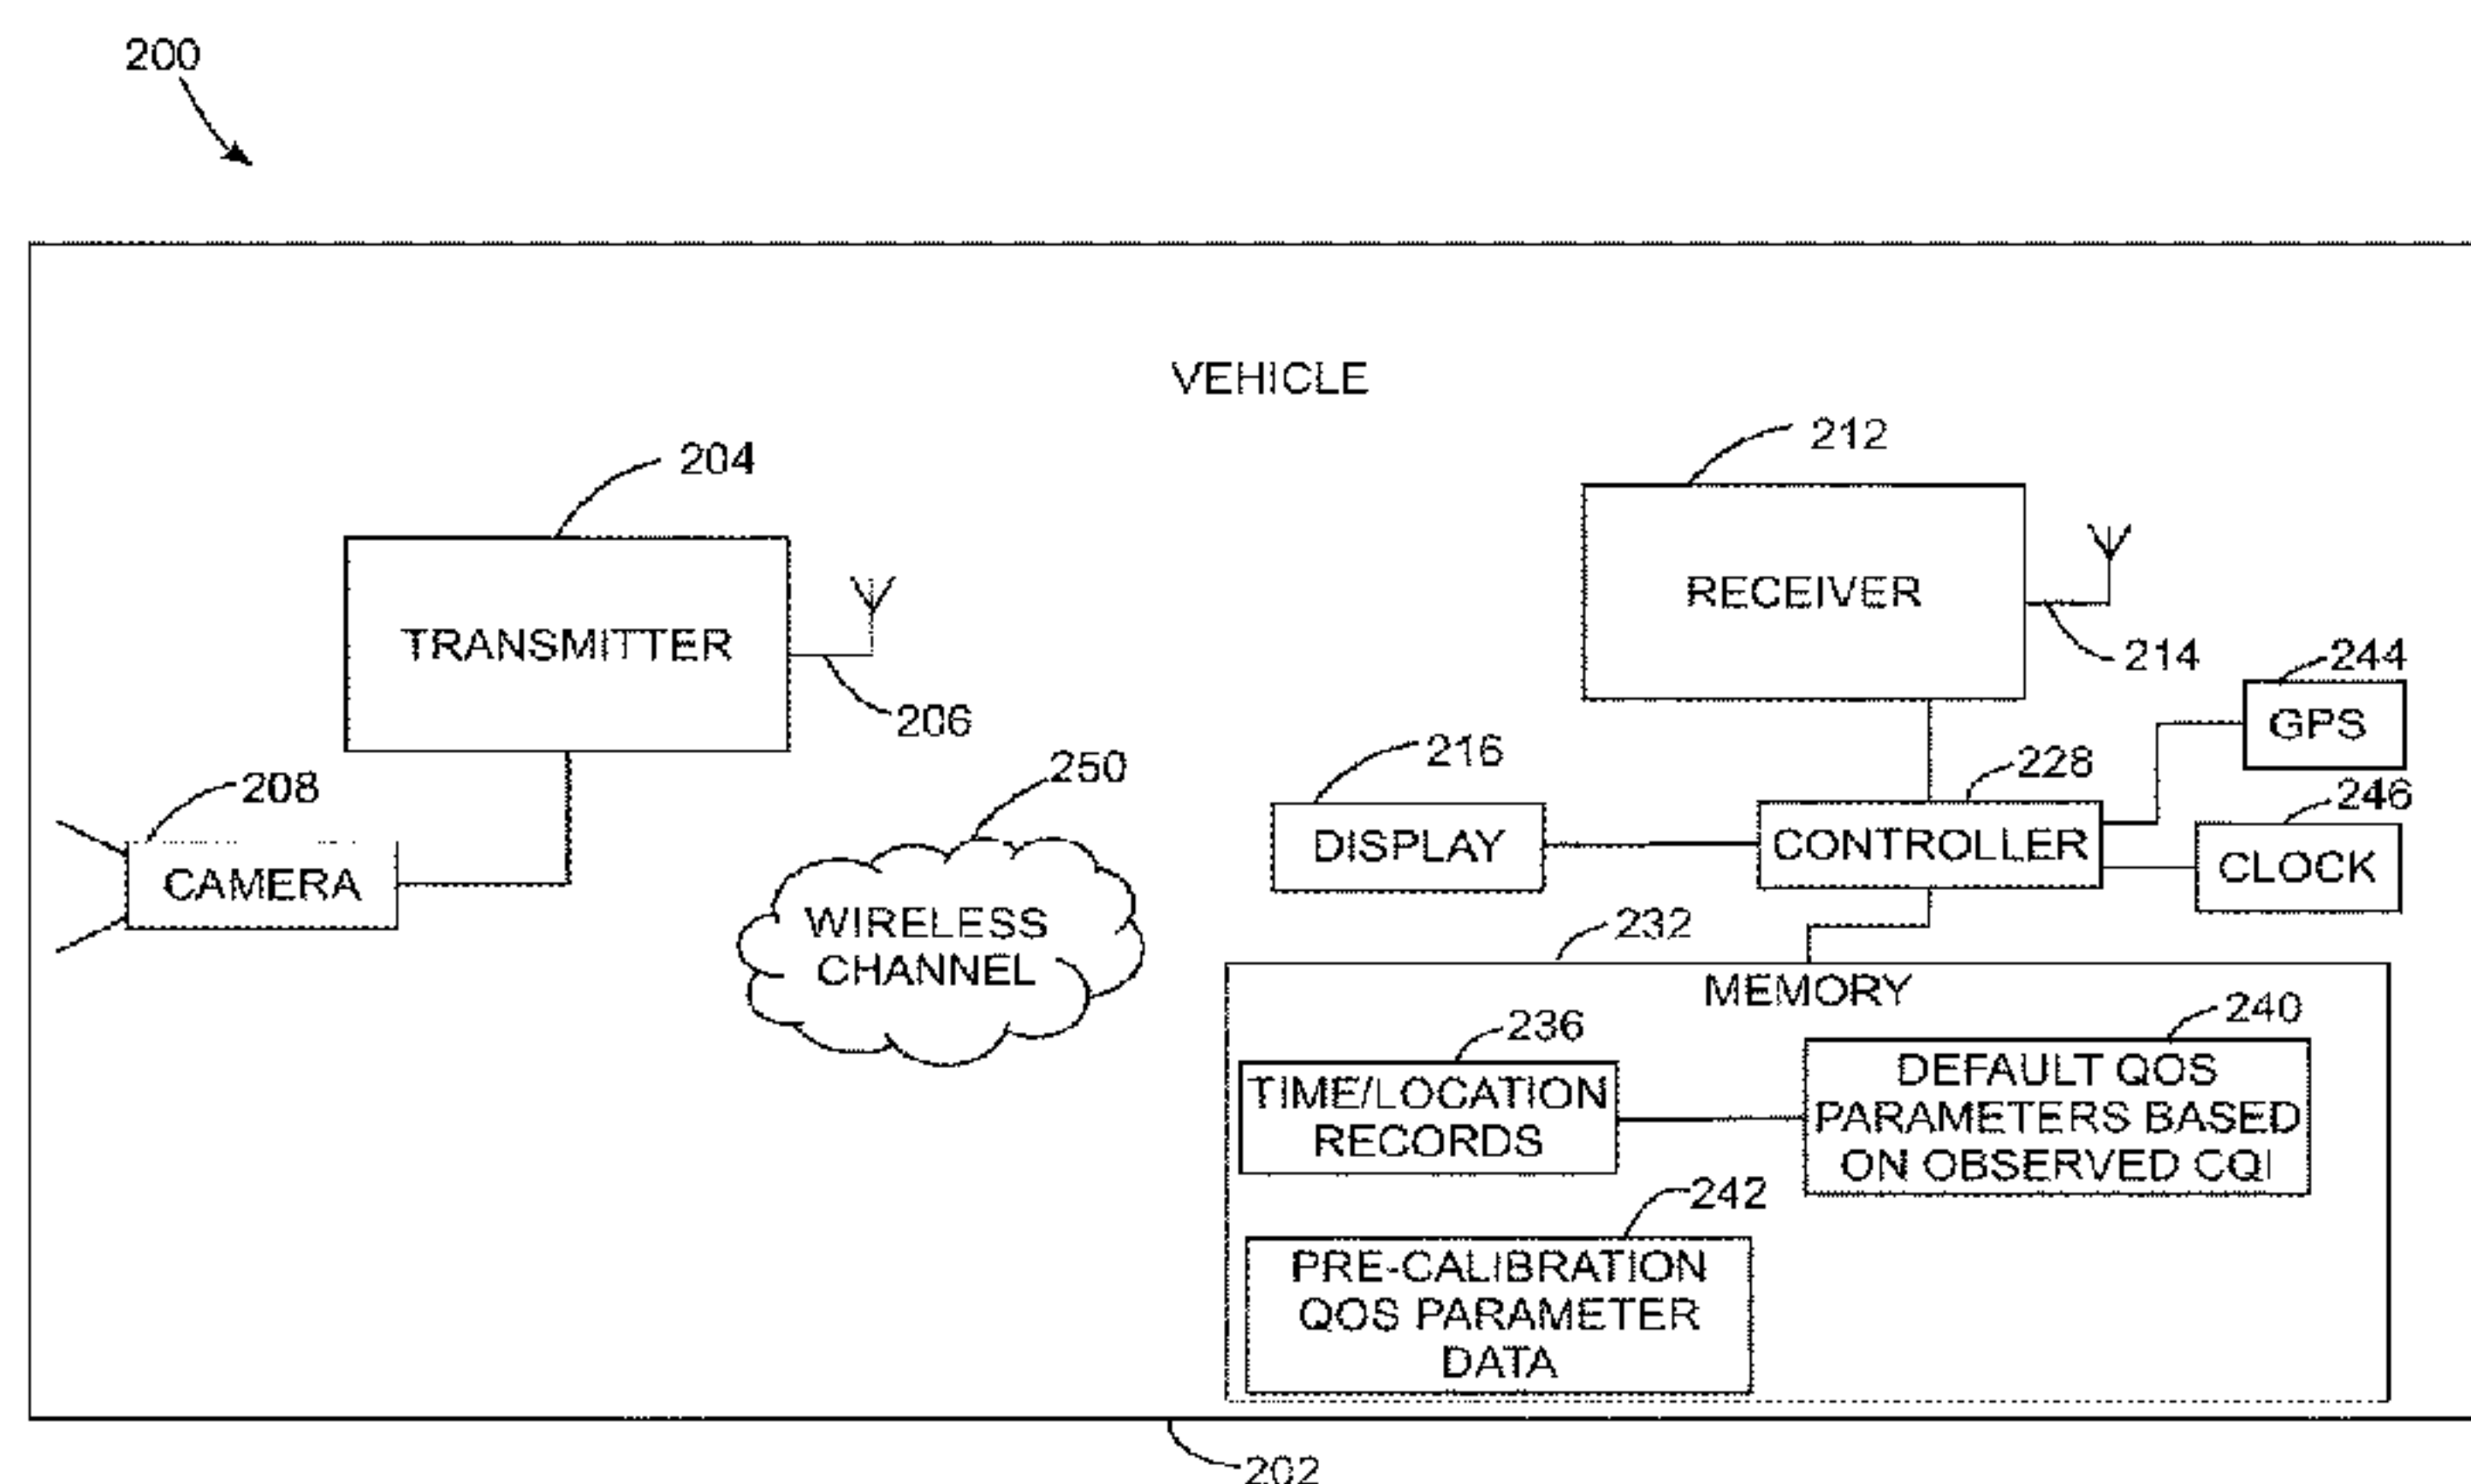 200
VEHICLE
204
212
TRANSMITTER
RECEIVER
206
214
244
GPS
208
250
216
228
246
CAMERA
DISPLAY
CONTROLLER
CLOCK
WIRELESS
CHANNEL
232
MEMORY
236
240
TIME/LOCATION
RECORDS
DEFAULT QOS
PARAMETERS BASED
ON OBSERVED CQI
242
PRE-CALIBRATION
QOS PARAMETER
DATA
202